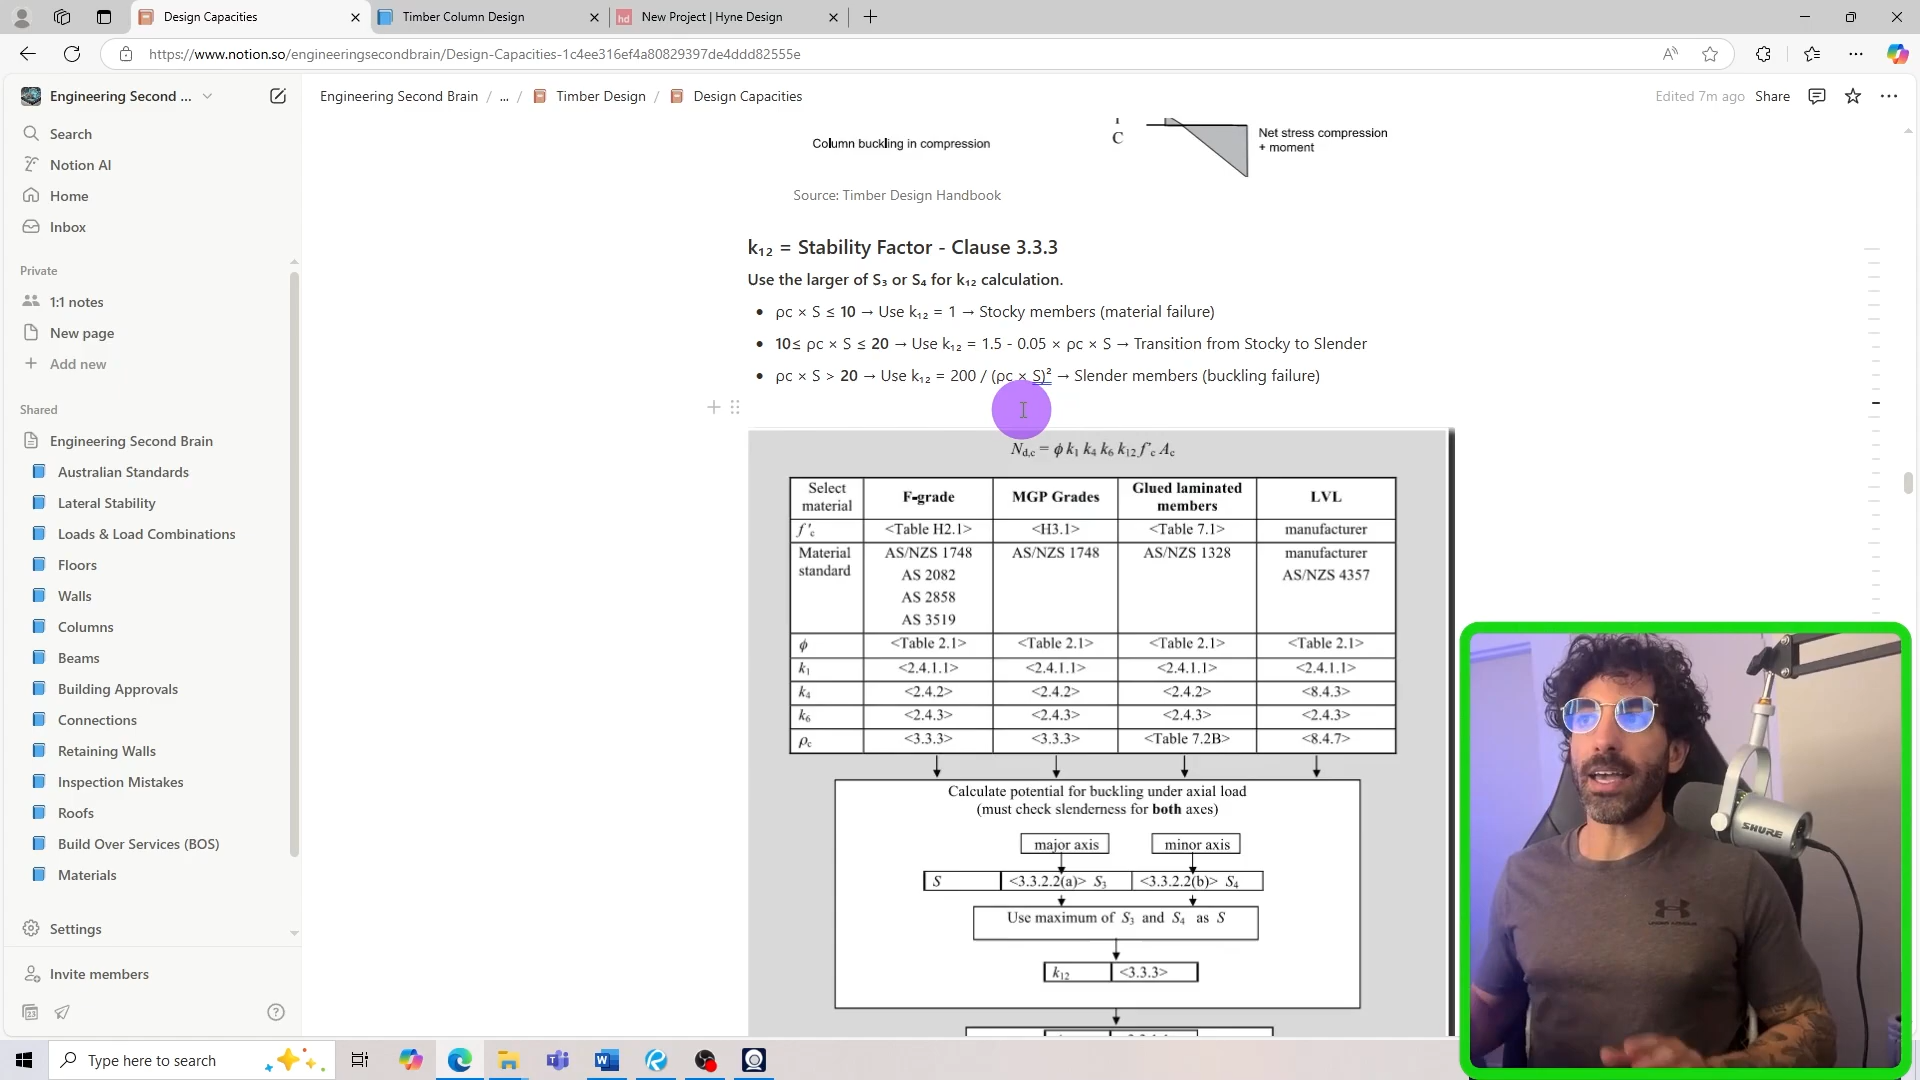 Design Capacities
Timber Column Design
New Project | Hyne Design
https://www.notion.so/engineeringsecondbrain/Design-Capacities-1c4ee316ef4a80829397de4ddd82555e
Engineering Second ...
Search
Notion AI
Home
Inbox
Private
1:1 notes
New page
Add new
Shared
Engineering Second Brain
Australian Standards
Lateral Stability
Loads & Load Combinations
Floors
Walls
Columns
Beams
Building Approvals
Connections
Retaining Walls
Inspection Mistakes
Roofs
Build Over Services (BOS)
Materials
Settings
Invite members
Engineering Second Brain / ... / Timber Design / Design Capacities
Edited 7m ago Share
Column buckling in compression
C
Net stress compression
+ moment
Source: Timber Design Handbook
k₁₂ = Stability Factor - Clause 3.3.3
Use the larger of S₃ or S₄ for k₁₂ calculation.
• ρc × S ≤ 10 → Use k₁₂ = 1 → Stocky members (material failure)
• 10≤ ρc × S ≤ 20 → Use k₁₂ = 1.5 - 0.05 × ρc × S → Transition from Stocky to Slender
• ρc × S > 20 → Use k₁₂ = 200 / (ρc × S)² → Slender members (buckling failure)
N d,c = ϕ k₁ k₄ k₆ k₁₂ f'c Ac
Select material F-grade MGP Grades Glued laminated members LVL
f'c <Table H2.1> <H3.1> <Table 7.1> manufacturer
Material standard AS/NZS 1748 AS/NZS 1748 AS/NZS 1328 manufacturer
AS 2082 AS/NZS 4357
AS 2858
AS 3519
ϕ <Table 2.1> <Table 2.1> <Table 2.1> <Table 2.1>
k₁ <2.4.1.1> <2.4.1.1> <2.4.1.1> <2.4.1.1>
k₄ <2.4.2> <2.4.2> <2.4.2> <8.4.3>
k₆ <2.4.3> <2.4.3> <2.4.3> <2.4.3>
ρc <3.3.3> <3.3.3> <Table 7.2B> <8.4.7>
Calculate potential for buckling under axial load
(must check slenderness for both axes)
major axis minor axis
S <3.3.2.2(a)> S₃ <3.3.2.2(b)> S₄
Use maximum of S₃ and S₄ as S
k₁₂ <3.3.3>
SHURE
UNDER ARMOUR
Type here to search